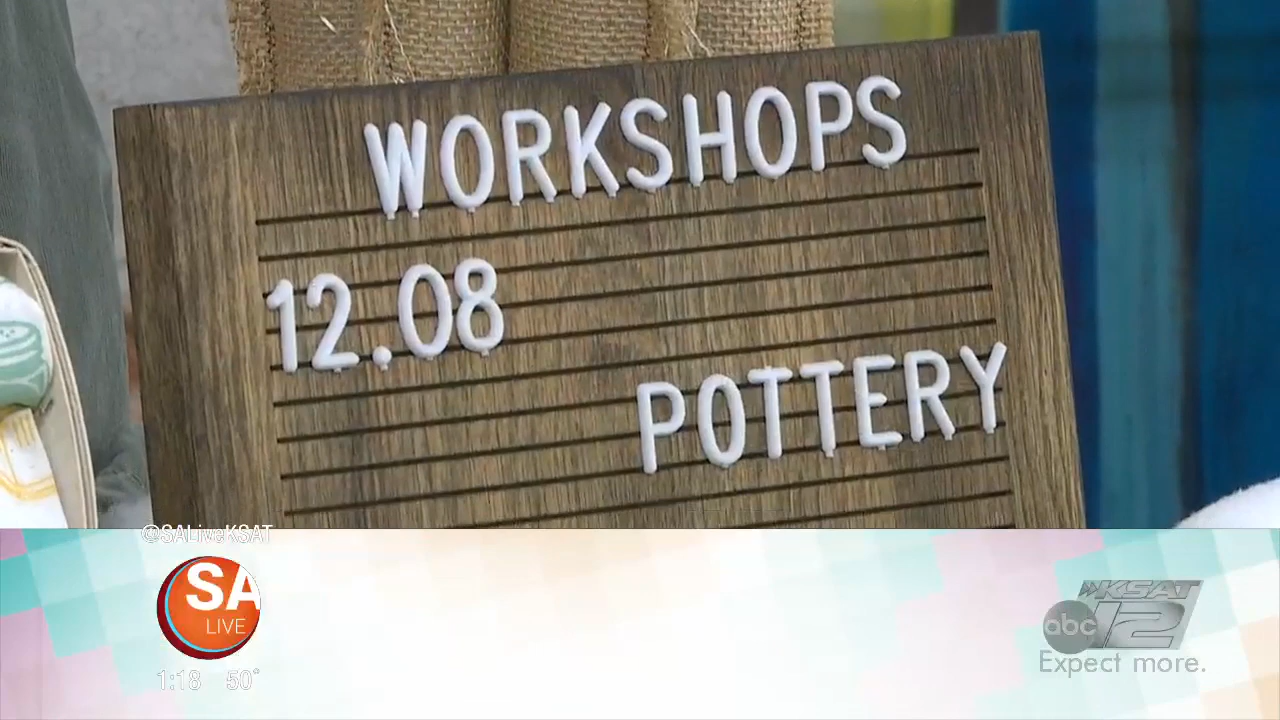 WORKSHOPS
12.08
POTTERY
@SALiveKSAT
SA
LIVE
1:18 50°
KSAT
abc 12
Expect more.